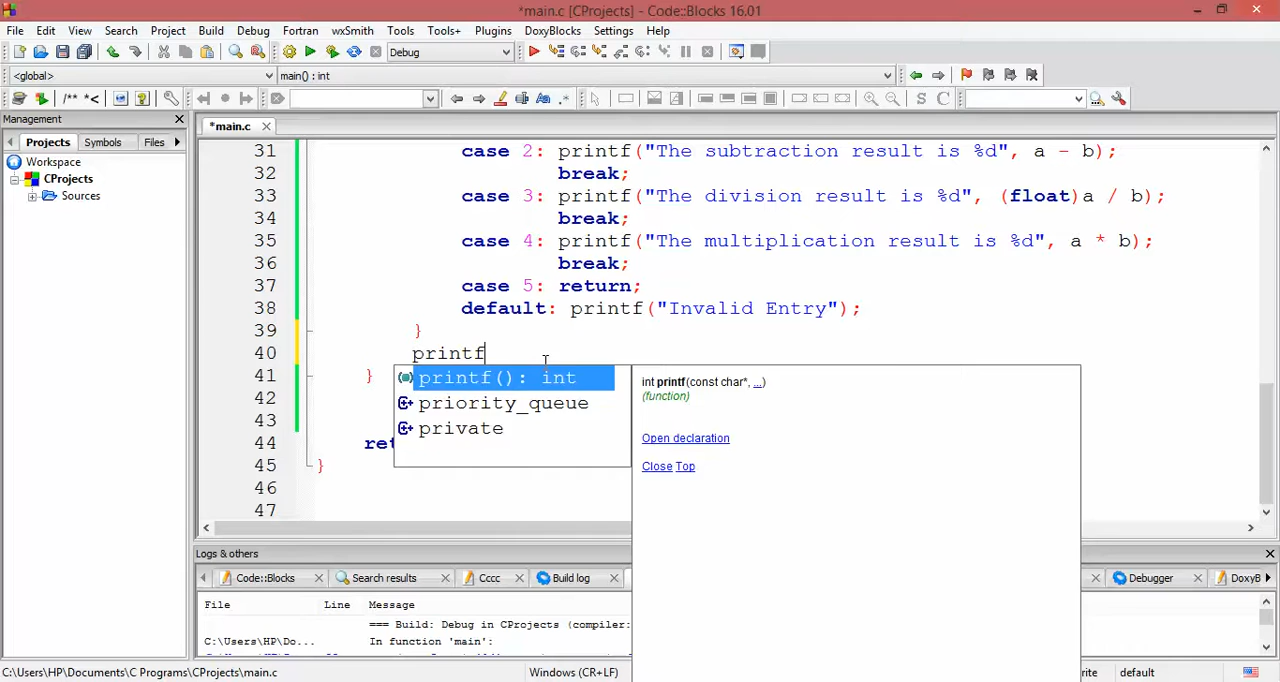 *main.c [CProjects] - Code::Blocks 16.01
File Edit View Search Project Build Debug Fortran wxSmith Tools Tools+ Plugins DoxyBlocks Settings Help
Debug
<global> main() : int
/** *< S C
Management
Projects Symbols Files
*main.c
Workspace
CProjects
Sources
31 case 2: printf("The subtraction result is %d", a - b);
32 break;
33 case 3: printf("The division result is %d", (float)a / b);
34 break;
35 case 4: printf("The multiplication result is %d", a * b);
36 break;
37 case 5: return;
38 default: printf("Invalid Entry");
39 }
40 printf
41 }
42
43
44 ret
45 }
46
47
printf(): int
priority_queue
private
int printf(const char*, ...)
(function)
Open declaration
Close Top
Logs & others
Code::Blocks Search results Cccc Build log Debugger DoxyB
File Line Message
=== Build: Debug in CProjects (compiler:
C:\Users\HP\Do... In function 'main':
C:\Users\HP\Documents\C Programs\CProjects\main.c Windows (CR+LF) rite default